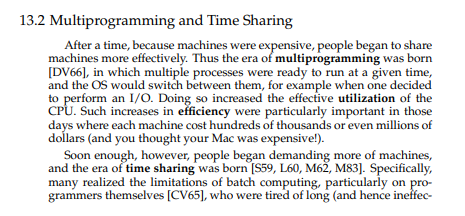 13.2 Multiprogramming and Time Sharing
After a time, because machines were expensive, people began to share
machines more effectively. Thus the era of multiprogramming was born
[DV66], in which multiple processes were ready to run at a given time,
and the OS would switch between them, for example when one decided
to perform an I/O. Doing so increased the effective utilization of the
CPU. Such increases in efficiency were particularly important in those
days where each machine cost hundreds of thousands or even millions of
dollars (and you thought your Mac was expensive!).
Soon enough, however, people began demanding more of machines,
and the era of time sharing was born [S59, L60, M62, M83]. Specifically,
many realized the limitations of batch computing, particularly on pro-
grammers themselves [CV65], who were tired of long (and hence ineffec-